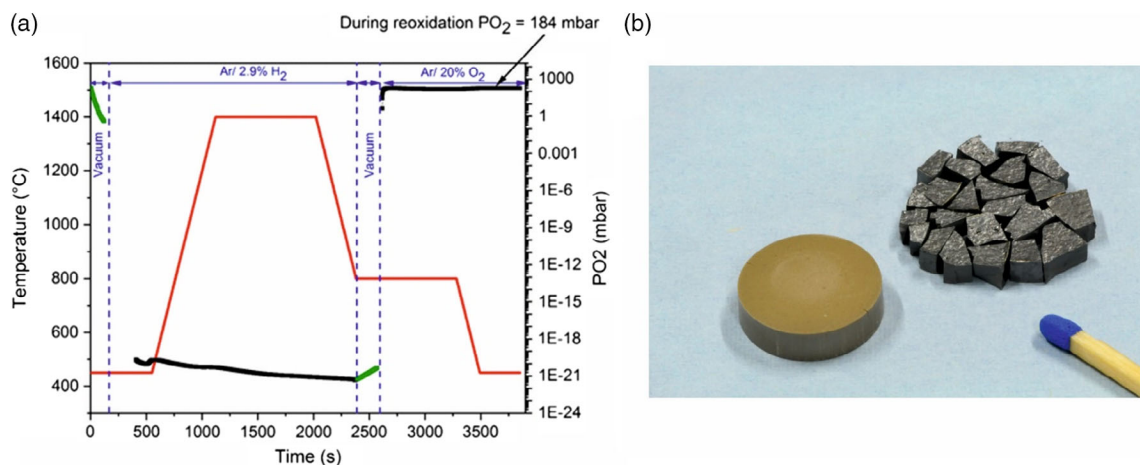 (a)
During reoxidation PO2 = 184 mbar
(b)
1600
1400
1200
1000
800
600
400
Temperature (°C)
Vacuum
Ar/ 2.9% H2
Vacuum
Ar/ 20% O2
1000
1
0.001
1E-6
1E-9
1E-12
1E-15
1E-18
1E-21
1E-24
PO2 (mbar)
0 500 1000 1500 2000 2500 3000 3500
Time (s)